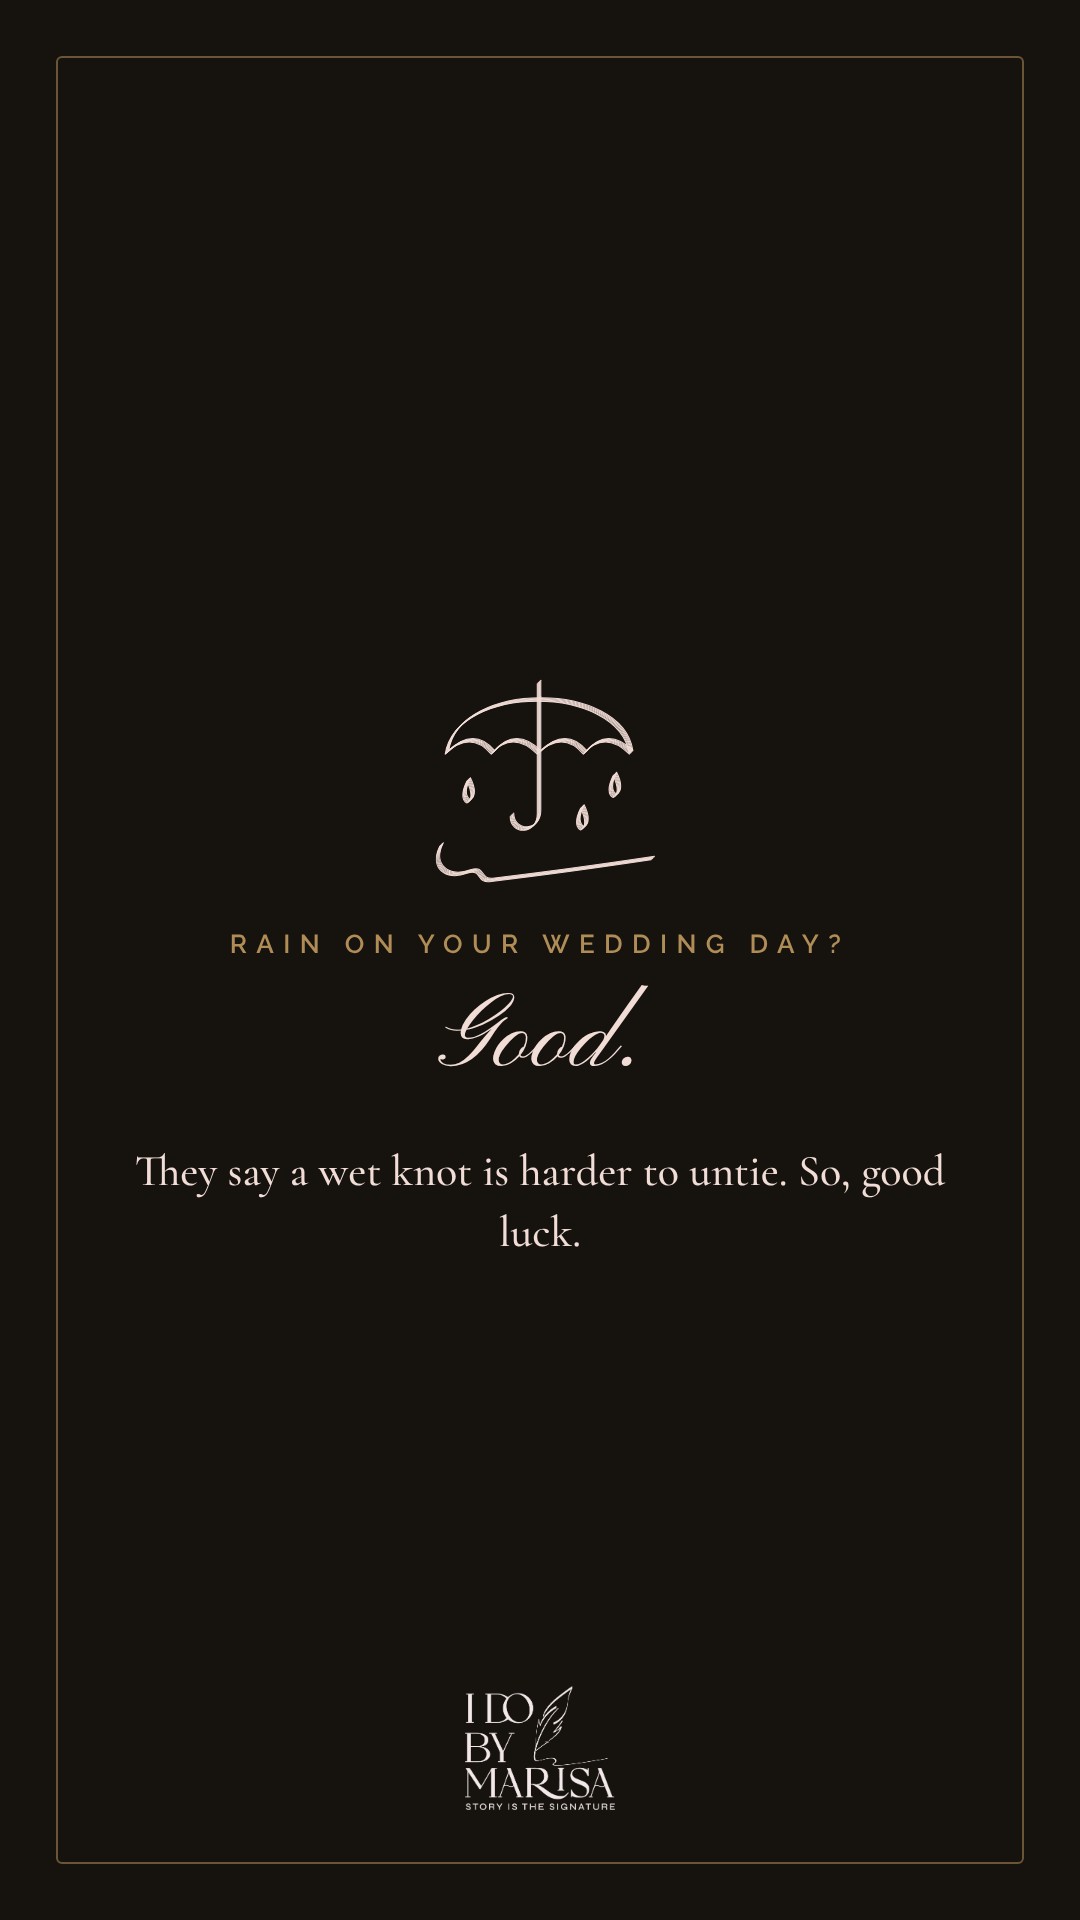 RAIN ON YOUR WEDDING DAY?
Good.
They say a wet knot is harder to untie. So, good
luck.
I DO
BY
MARISA
STORY IS THE SIGNATURE